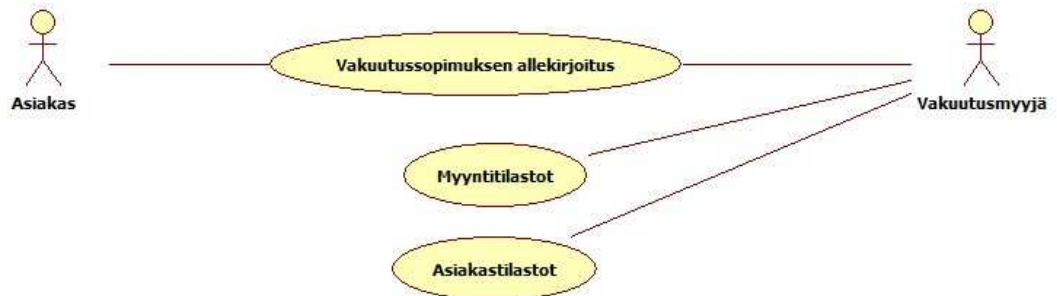 Vakuutussopimuksen allekirjoitus
Asiakas
Vakuutusmyyjä
Myyntitilastot
Asiakastilastot